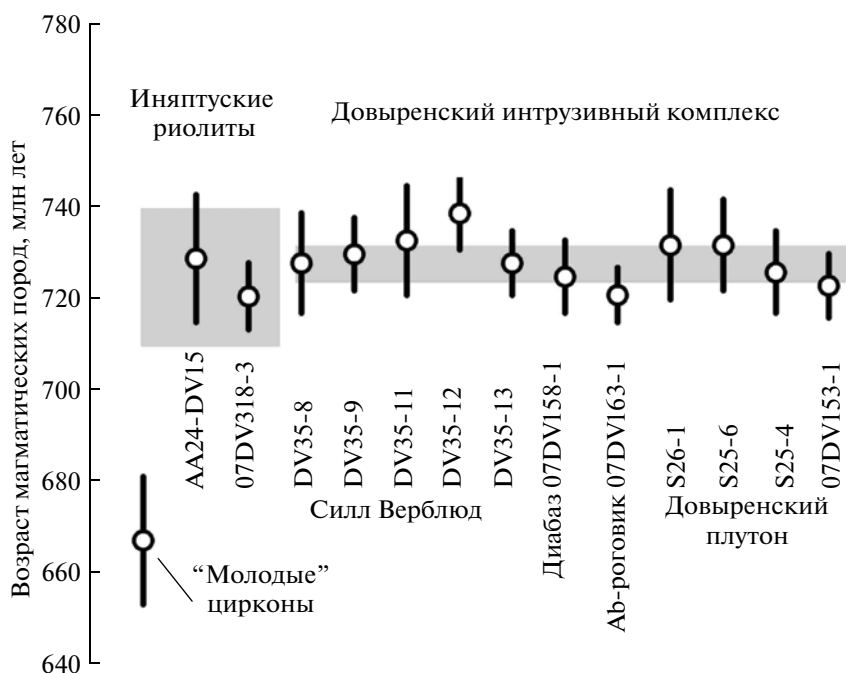 Возраст магматических пород, млн лет
780
760
740
720
700
680
660
640
Иняптуские
риолиты
Довыренский интрузивный комплекс
AA24-DV15
07DV318-3
DV35-8
DV35-9
DV35-11
DV35-12
DV35-13
Диабаз 07DV158-1
Ab-роговик 07DV163-1
S26-1
S25-6
S25-4
07DV153-1
Силл Верблюд
Довыренский
плутон
“Молодые”
цирконы